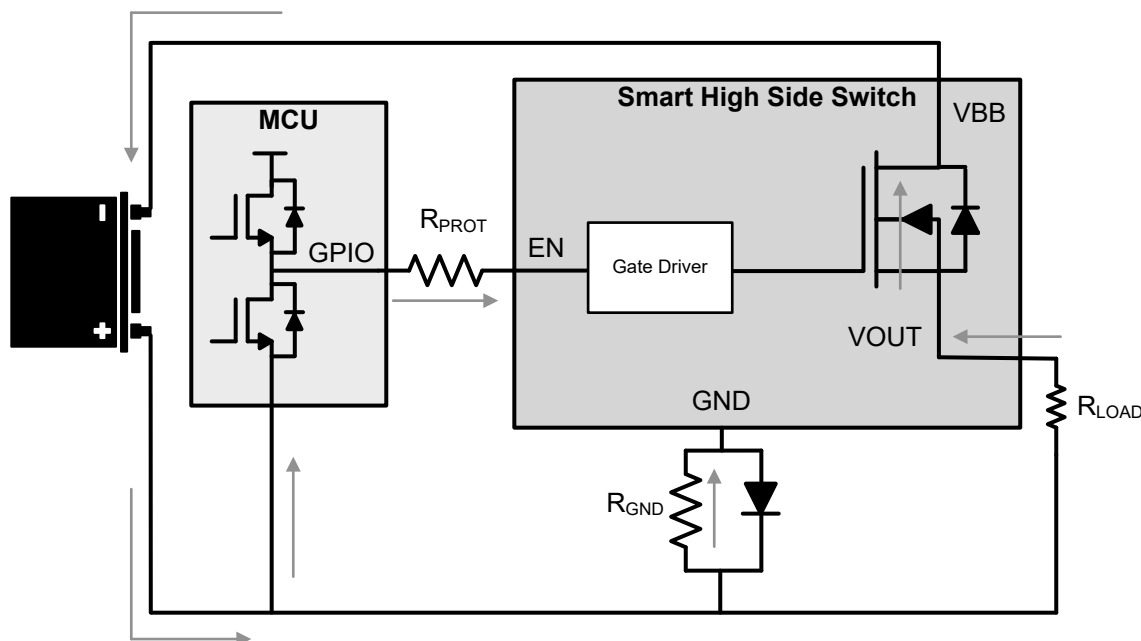 Smart High Side Switch
VBB
MCU
-
GPIO
RPROT
EN
Gate Driver
+
VOUT
GND
RLOAD
RGND